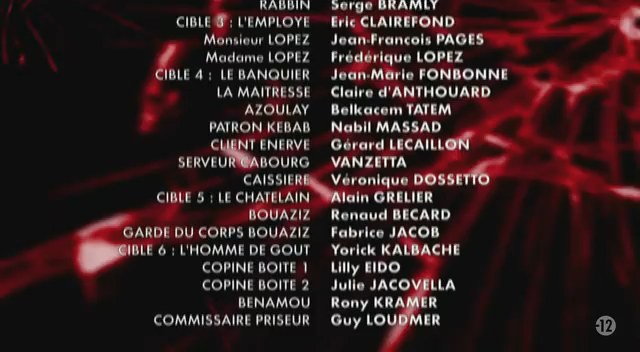 RABBIN Serge BRAMLY
CIBLE 3 : L'EMPLOYE Eric CLAIREFOND
Monsieur LOPEZ Jean-François PAGES
Madame LOPEZ Frédérique LOPEZ
CIBLE 4 : LE BANQUIER Jean-Marie FONBONNE
LA MAITRESSE Claire d'ANTHOUARD
AZOULAY Belkacem TATEM
PATRON KEBAB Nabil MASSAD
CLIENT ENERVE Gérard LECAILLON
SERVEUR CABOURG VANZETTA
CAISSIERE Véronique DOSSETTO
CIBLE 5 : LE CHATELAIN Alain GRELIER
BOUAZIZ Renaud BECARD
GARDE DU CORPS BOUAZIZ Fabrice JACOB
CIBLE 6 : L'HOMME DE GOUT Yorick KALBACHE
COPINE BOITE 1 Lilly EIDO
COPINE BOITE 2 Julie JACOVELLA
BENAMOU Rony KRAMER
COMMISSAIRE PRISEUR Guy LOUDMER
-12